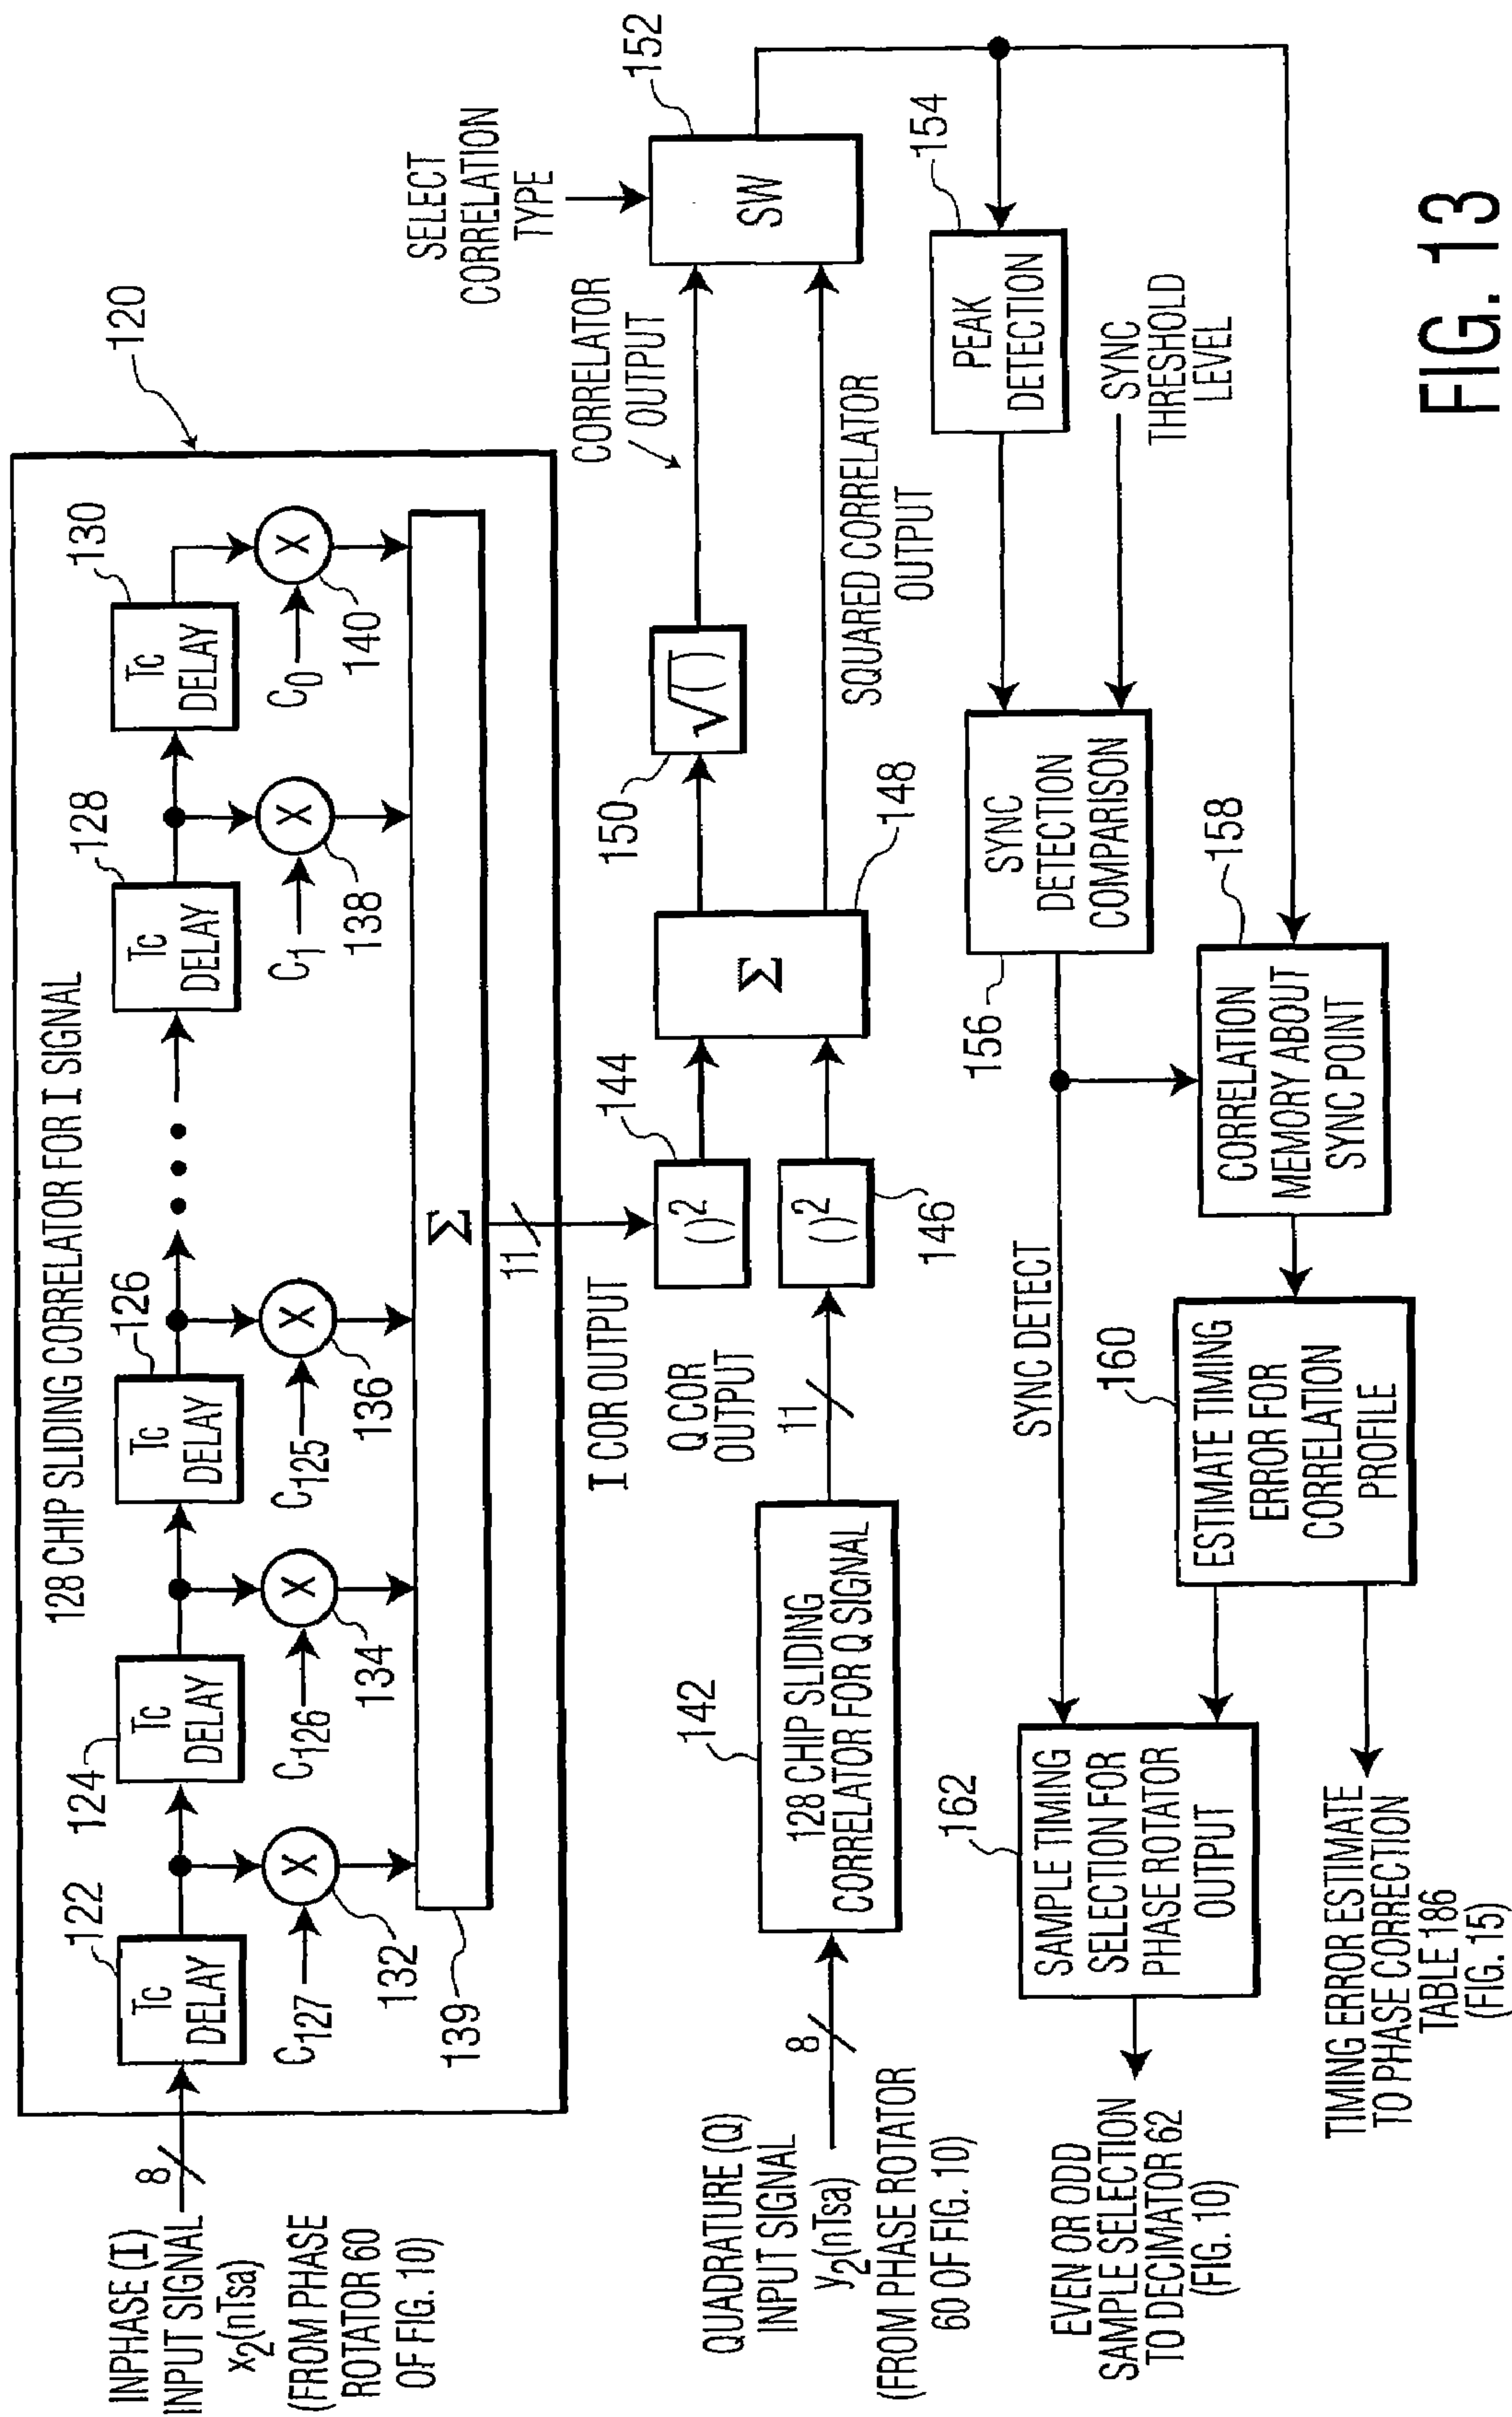 120
128 CHIP SLIDING CORRELATOR FOR I SIGNAL
122
124
126
128
130
Tc
DELAY
Tc
DELAY
Tc
DELAY
Tc
DELAY
Tc
DELAY
INPHASE (I)
INPUT SIGNAL
x2(nTsa)
(FROM PHASE
ROTATOR 60
OF FIG. 10)
8
C127
X
132
C126
X
134
C125
X
136
C1
X
138
C0
X
140
139
Σ
11
I COR OUTPUT
144
()2
Q COR
OUTPUT
11
()2
146
Σ
148
150
√()
CORRELATOR
OUTPUT
SQUARED CORRELATOR
OUTPUT
SELECT
CORRELATION
TYPE
SW
152
QUADRATURE (Q)
INPUT SIGNAL
y2(nTsa)
(FROM PHASE ROTATOR
60 OF FIG. 10)
8
142
128 CHIP SLIDING
CORRELATOR FOR Q SIGNAL
154
PEAK
DETECTION
SYNC
THRESHOLD
LEVEL
SYNC
DETECTION
COMPARISON
156
SYNC DETECT
158
CORRELATION
MEMORY ABOUT
SYNC POINT
160
ESTIMATE TIMING
ERROR FOR
CORRELATION
PROFILE
162
SAMPLE TIMING
SELECTION FOR
PHASE ROTATOR
OUTPUT
EVEN OR ODD
SAMPLE SELECTION
TO DECIMATOR 62
(FIG. 10)
TIMING ERROR ESTIMATE
TO PHASE CORRECTION
TABLE 186
(FIG. 15)
FIG. 13